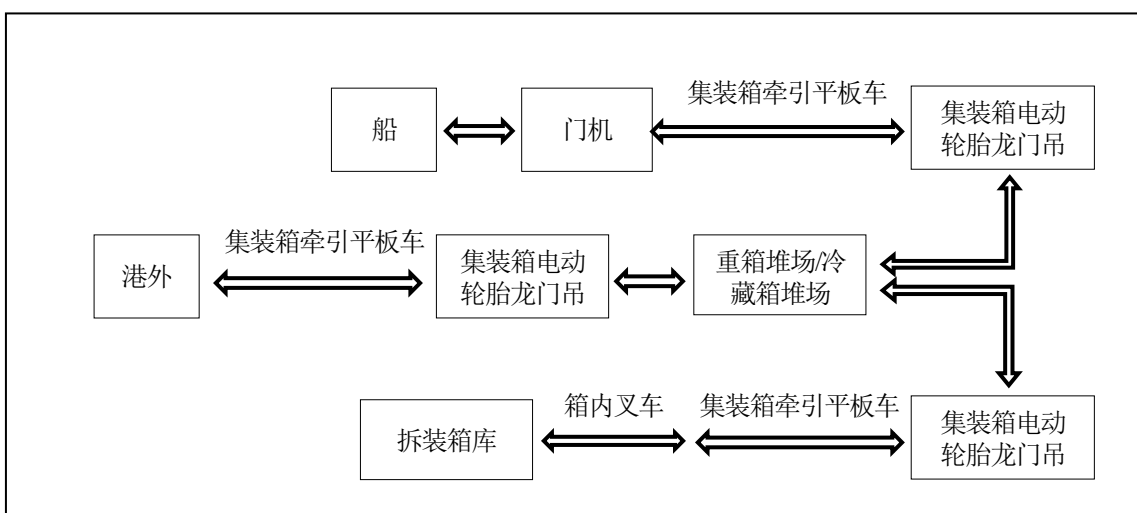 集装箱牵引平板车
船
门机
集装箱电动
轮胎龙门吊
集装箱牵引平板车
港外
集装箱电动
轮胎龙门吊
重箱堆场/冷
藏箱堆场
箱内叉车
集装箱牵引平板车
拆装箱库
集装箱电动
轮胎龙门吊